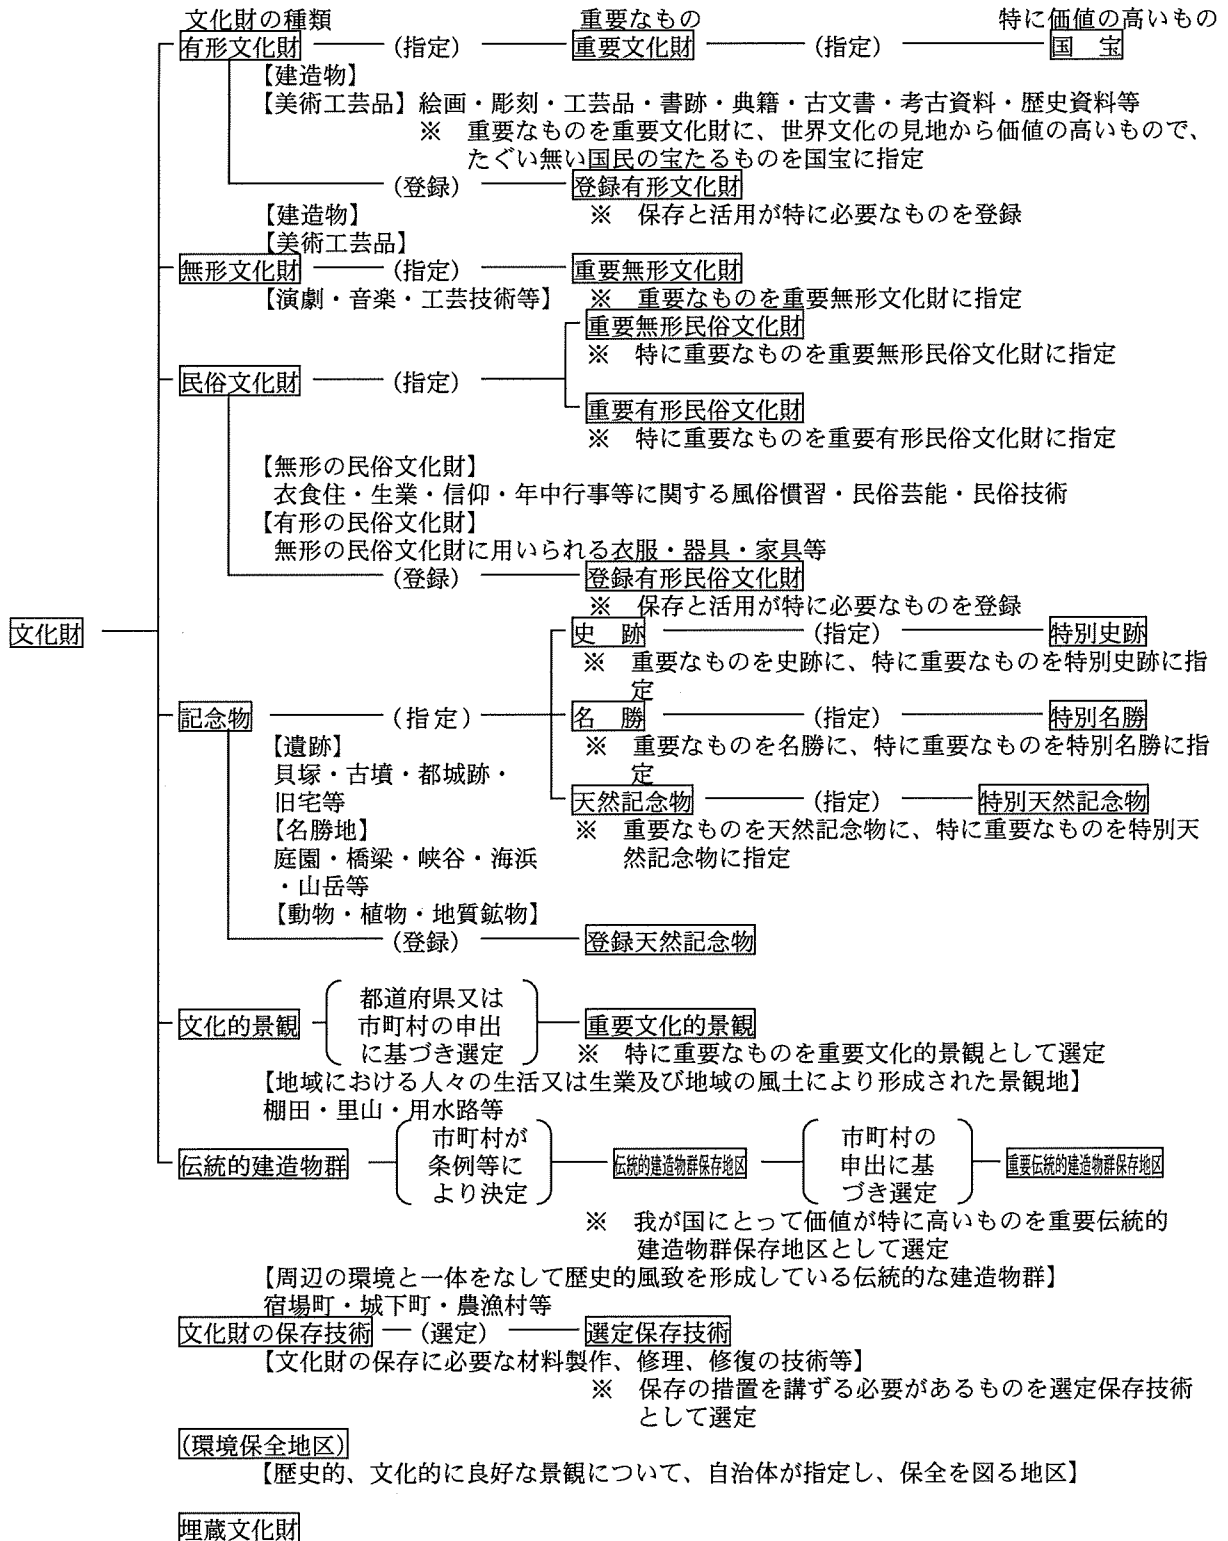 文化財の種類 重要なもの 特に価値の高いもの
有形文化財 (指定) 重要文化財 (指定) 国 宝
【建造物】
【美術工芸品】絵画・彫刻・工芸品・書跡・典籍・古文書・考古資料・歴史資料等
※ 重要なものを重要文化財に、世界文化の見地から価値の高いもので、
たぐい無い国民の宝たるものを国宝に指定
(登録) 登録有形文化財
【建造物】 ※ 保存と活用が特に必要なものを登録
【美術工芸品】
無形文化財 (指定) 重要無形文化財
【演劇・音楽・工芸技術等】 ※ 重要なものを重要無形文化財に指定
重要無形民俗文化財
※ 特に重要なものを重要無形民俗文化財に指定
民俗文化財 (指定)
重要有形民俗文化財
※ 特に重要なものを重要有形民俗文化財に指定
【無形の民俗文化財】
衣食住・生業・信仰・年中行事等に関する風俗慣習・民俗芸能・民俗技術
【有形の民俗文化財】
無形の民俗文化財に用いられる衣服・器具・家具等
(登録) 登録有形民俗文化財
※ 保存と活用が特に必要なものを登録
文化財 史 跡 (指定) 特別史跡
※ 重要なものを史跡に、特に重要なものを特別史跡に指
定
記念物 (指定) 名 勝 (指定) 特別名勝
【遺跡】 ※ 重要なものを名勝に、特に重要なものを特別名勝に指
貝塚・古墳・都城跡・ 定
旧宅等 天然記念物 (指定) 特別天然記念物
【名勝地】 ※ 重要なものを天然記念物に、特に重要なものを特別天
庭園・橋梁・峡谷・海浜 然記念物に指定
・山岳等
【動物・植物・地質鉱物】
(登録) 登録天然記念物
都道府県又は
文化的景観 市町村の申出 重要文化的景観
に基づき選定 ※ 特に重要なものを重要文化的景観として選定
【地域における人々の生活又は生業及び地域の風土により形成された景観地】
棚田・里山・用水路等
市町村が 市町村の
伝統的建造物群 条例等に 伝統的建造物群保存地区 申出に基 重要伝統的建造物群保存地区
より決定 づき選定
※ 我が国にとって価値が特に高いものを重要伝統的
建造物群保存地区として選定
【周辺の環境と一体をなして歴史的風致を形成している伝統的な建造物群】
宿場町・城下町・農漁村等
文化財の保存技術 (選定) 選定保存技術
【文化財の保存に必要な材料製作、修理、修復の技術等】
※ 保存の措置を講ずる必要があるものを選定保存技術
として選定
(環境保全地区)
【歴史的、文化的に良好な景観について、自治体が指定し、保全を図る地区】
埋蔵文化財